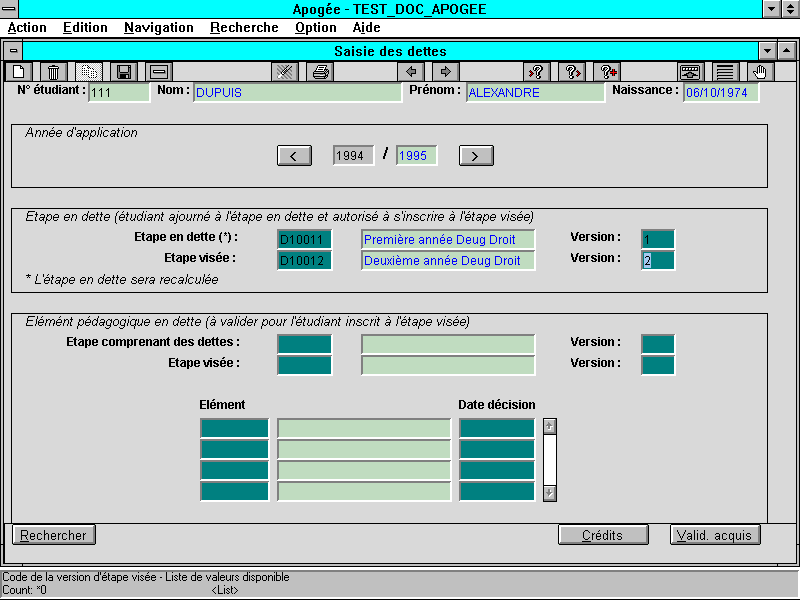 Apogée - TEST_DOC_APOGEE
Action Edition Navigation Recherche Option Aide
Saisie des dettes
N° étudiant : 111 Nom : DUPUIS Prénom : ALEXANDRE Naissance : 06/10/1974
Année d'application
< 1994 / 1995 >
Etape en dette (étudiant ajourné à l'étape en dette et autorisé à s'inscrire à l'étape visée)
Etape en dette (*) : D10011 Première année Deug Droit Version : 1
Etape visée : D10012 Deuxième année Deug Droit Version : 2
* L'étape en dette sera recalculée
Elémént pédagogique en dette (à valider pour l'étudiant inscrit à l'étape visée)
Etape comprenant des dettes : Version :
Etape visée : Version :
Elément Date décision
Rechercher Crédits Valid. acquis
Code de la version d'étape visée - Liste de valeurs disponible
Count: *0 <List>